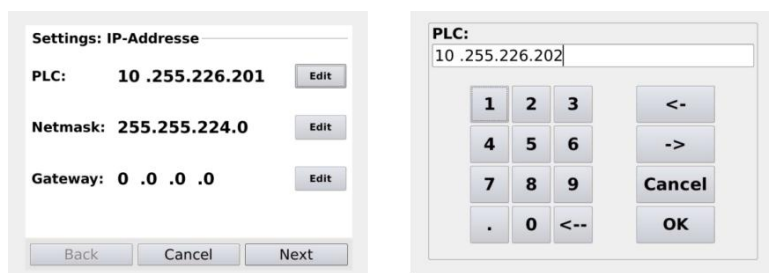 Settings: IP-Addresse
PLC: 10 .255.226.201 Edit
Netmask: 255.255.224.0 Edit
Gateway: 0 .0 .0 .0 Edit
Back Cancel Next
PLC:
10 .255.226.202
1 2 3 <-
4 5 6 ->
7 8 9 Cancel
. 0 <-- OK